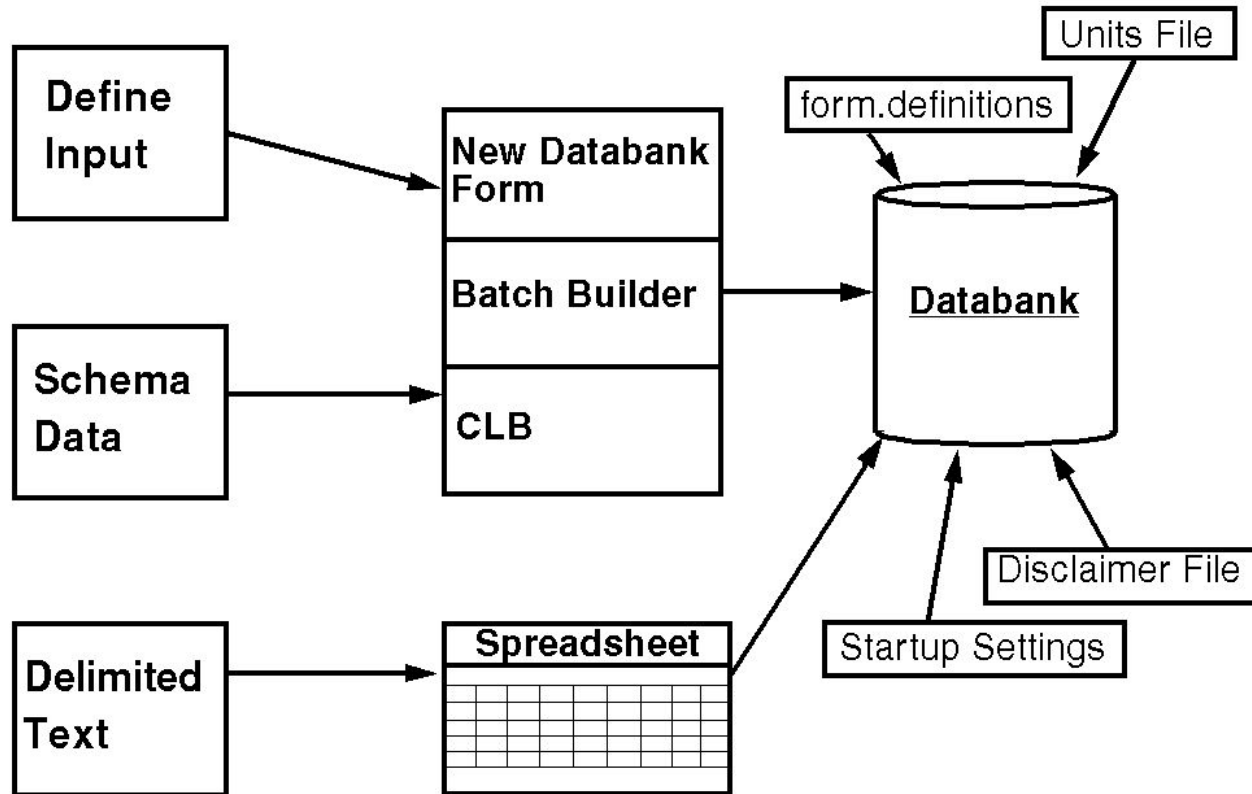 Units File
form.definitions
Define
Input
New Databank
Form
Batch Builder
Databank
Schema
Data
CLB
Disclaimer File
Startup Settings
Spreadsheet
Delimited
Text